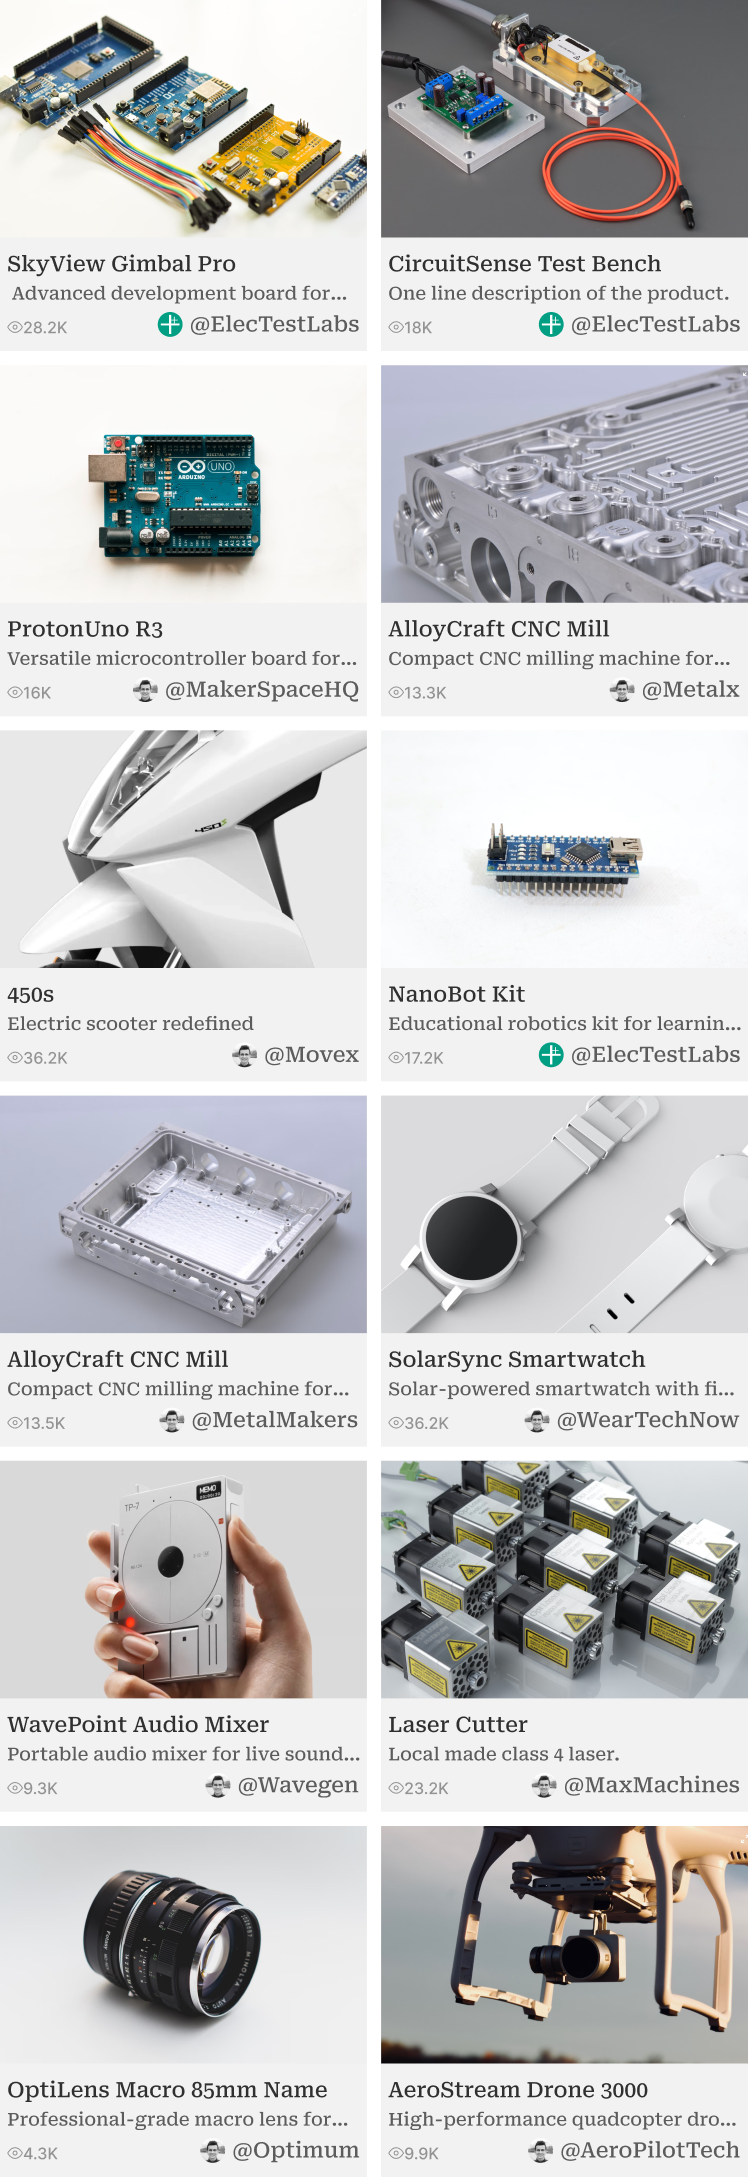 SkyView Gimbal Pro
Advanced development board for...
28.2K
@ElecTestLabs
CircuitSense Test Bench
One line description of the product.
18K
@ElecTestLabs
UNO
ARDUINO
ProtonUno R3
Versatile microcontroller board for...
16K
@MakerSpaceHQ
AlloyCraft CNC Mill
Compact CNC milling machine for...
13.3K
@Metalx
450S
450s
Electric scooter redefined
36.2K
@Movex
NanoBot Kit
Educational robotics kit for learnin...
17.2K
@ElecTestLabs
AlloyCraft CNC Mill
Compact CNC milling machine for...
13.5K
@MetalMakers
SolarSync Smartwatch
Solar-powered smartwatch with fi...
36.2K
@WearTechNow
TP-7
MEMO
WavePoint Audio Mixer
Portable audio mixer for live sound...
9.3K
@Wavegen
Laser Cutter
Local made class 4 laser.
23.2K
@MaxMachines
MINOLTA
OptiLens Macro 85mm Name
Professional-grade macro lens for...
4.3K
@Optimum
AeroStream Drone 3000
High-performance quadcopter dro...
9.9K
@AeroPilotTech